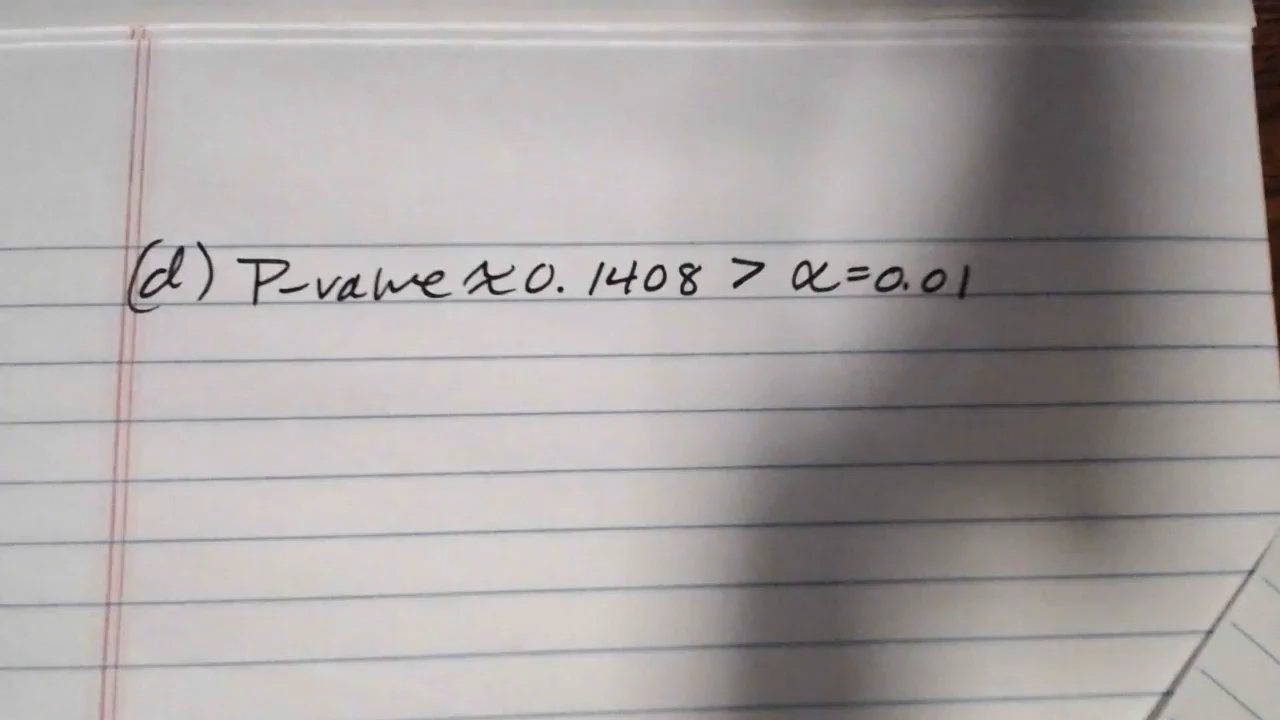 (d) P-value ≈ 0.1408 > α = 0.01